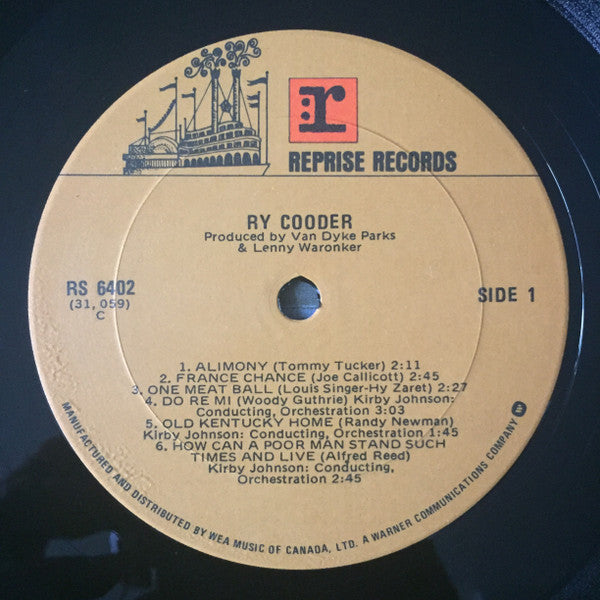 r
REPRISE RECORDS
RY COODER
Produced by Van Dyke Parks
& Lenny Waronker
RS 6402
(31, 059)
C
SIDE 1
1. ALIMONY (Tommy Tucker) 2:11
2. FRANCE CHANCE (Joe Callicott) 2:45
3. ONE MEAT BALL (Louis Singer-Hy Zaret) 2:27
4. DO RE MI (Woody Guthrie) Kirby Johnson:
Conducting, Orchestration 3:03
5. OLD KENTUCKY HOME (Randy Newman)
Kirby Johnson: Conducting, Orchestration 1:45
6. HOW CAN A POOR MAN STAND SUCH
TIMES AND LIVE (Alfred Reed)
Kirby Johnson: Conducting,
Orchestration 2:45
MANUFACTURED AND DISTRIBUTED BY WEA MUSIC OF CANADA, LTD. A WARNER COMMUNICATIONS COMPANY